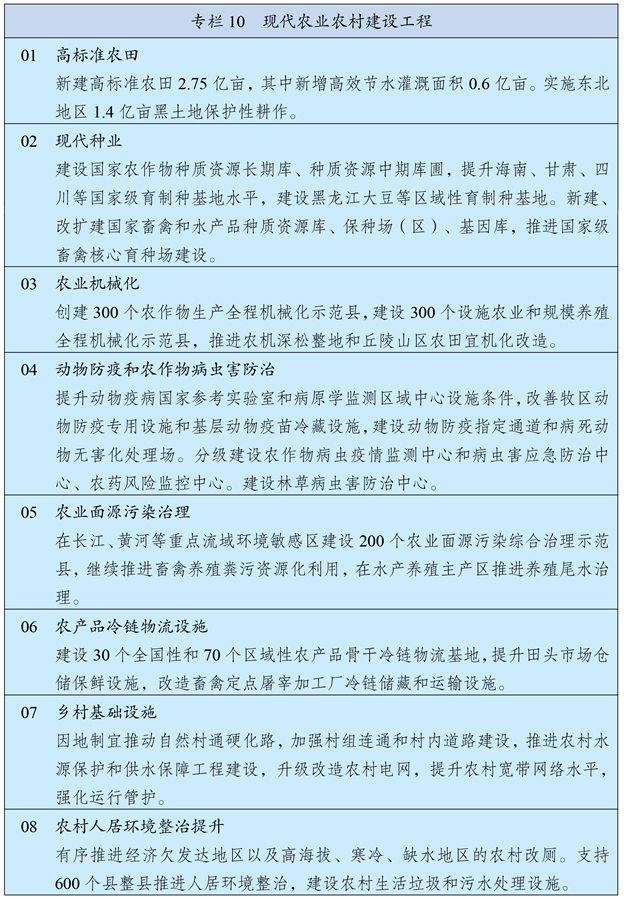 专栏10 现代农业农村建设工程
01 高标准农田
新建高标准农田2.75亿亩，其中新增高效节水灌溉面积0.6亿亩。实施东北
地区1.4亿亩黑土地保护性耕作。
02 现代种业
建设国家农作物种质资源长期库、种质资源中期库圃，提升海南、甘肃、四
川等国家级育制种基地水平，建设黑龙江大豆等区域性育制种基地。新建、
改扩建国家畜禽和水产品种质资源库、保种场（区）、基因库，推进国家级
畜禽核心育种场建设。
03 农业机械化
创建300个农作物生产全程机械化示范县，建设300个设施农业和规模养殖
全程机械化示范县，推进农机深松整地和丘陵山区农田宜机化改造。
04 动物防疫和农作物病虫害防治
提升动物疫病国家参考实验室和病原学监测区域中心设施条件，改善牧区动
物防疫专用设施和基层动物疫苗冷藏设施，建设动物防疫指定通道和病死动
物无害化处理场。分级建设农作物病虫疫情监测中心和病虫害应急防治中
心、农药风险监控中心。建设林草病虫害防治中心。
05 农业面源污染治理
在长江、黄河等重点流域环境敏感区建设200个农业面源污染综合治理示范
县，继续推进畜禽养殖粪污资源化利用，在水产养殖主产区推进养殖尾水治
理。
06 农产品冷链物流设施
建设30个全国性和70个区域性农产品骨干冷链物流基地，提升田头市场仓
储保鲜设施，改造畜禽定点屠宰加工厂冷链储藏和运输设施。
07 乡村基础设施
因地制宜推动自然村通硬化路，加强村组连通和村内道路建设，推进农村水
源保护和供水保障工程建设，升级改造农村电网，提升农村宽带网络水平，
强化运行管护。
08 农村人居环境整治提升
有序推进经济欠发达地区以及高海拔、寒冷、缺水地区的农村改厕。支持
600个县整县推进人居环境整治，建设农村生活垃圾和污水处理设施。